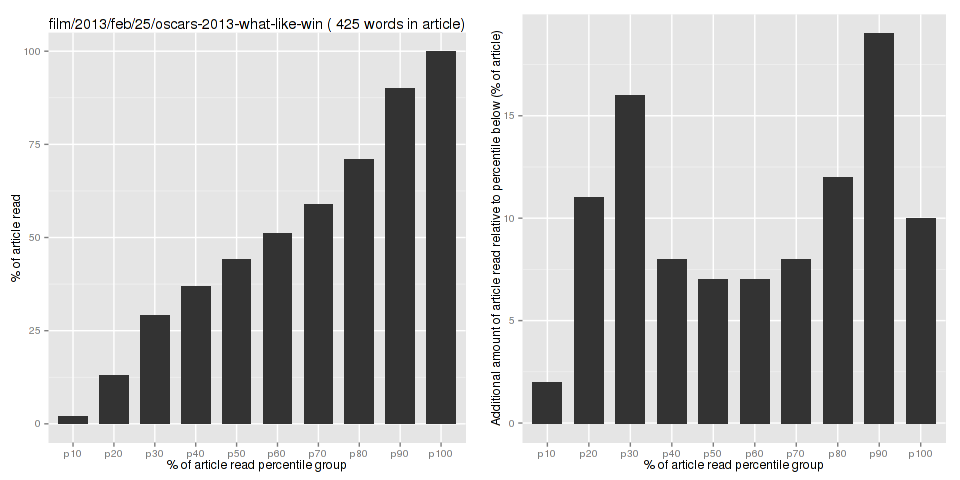 film/2013/feb/25/oscars-2013-what-like-win ( 425 words in article)
% of article read
100
75
50
25
0
p10 p20 p30 p40 p50 p60 p70 p80 p90 p100
% of article read percentile group
Additional amount of article read relative to percentile below (% of article)
15
10
5
0
p10 p20 p30 p40 p50 p60 p70 p80 p90 p100
% of article read percentile group